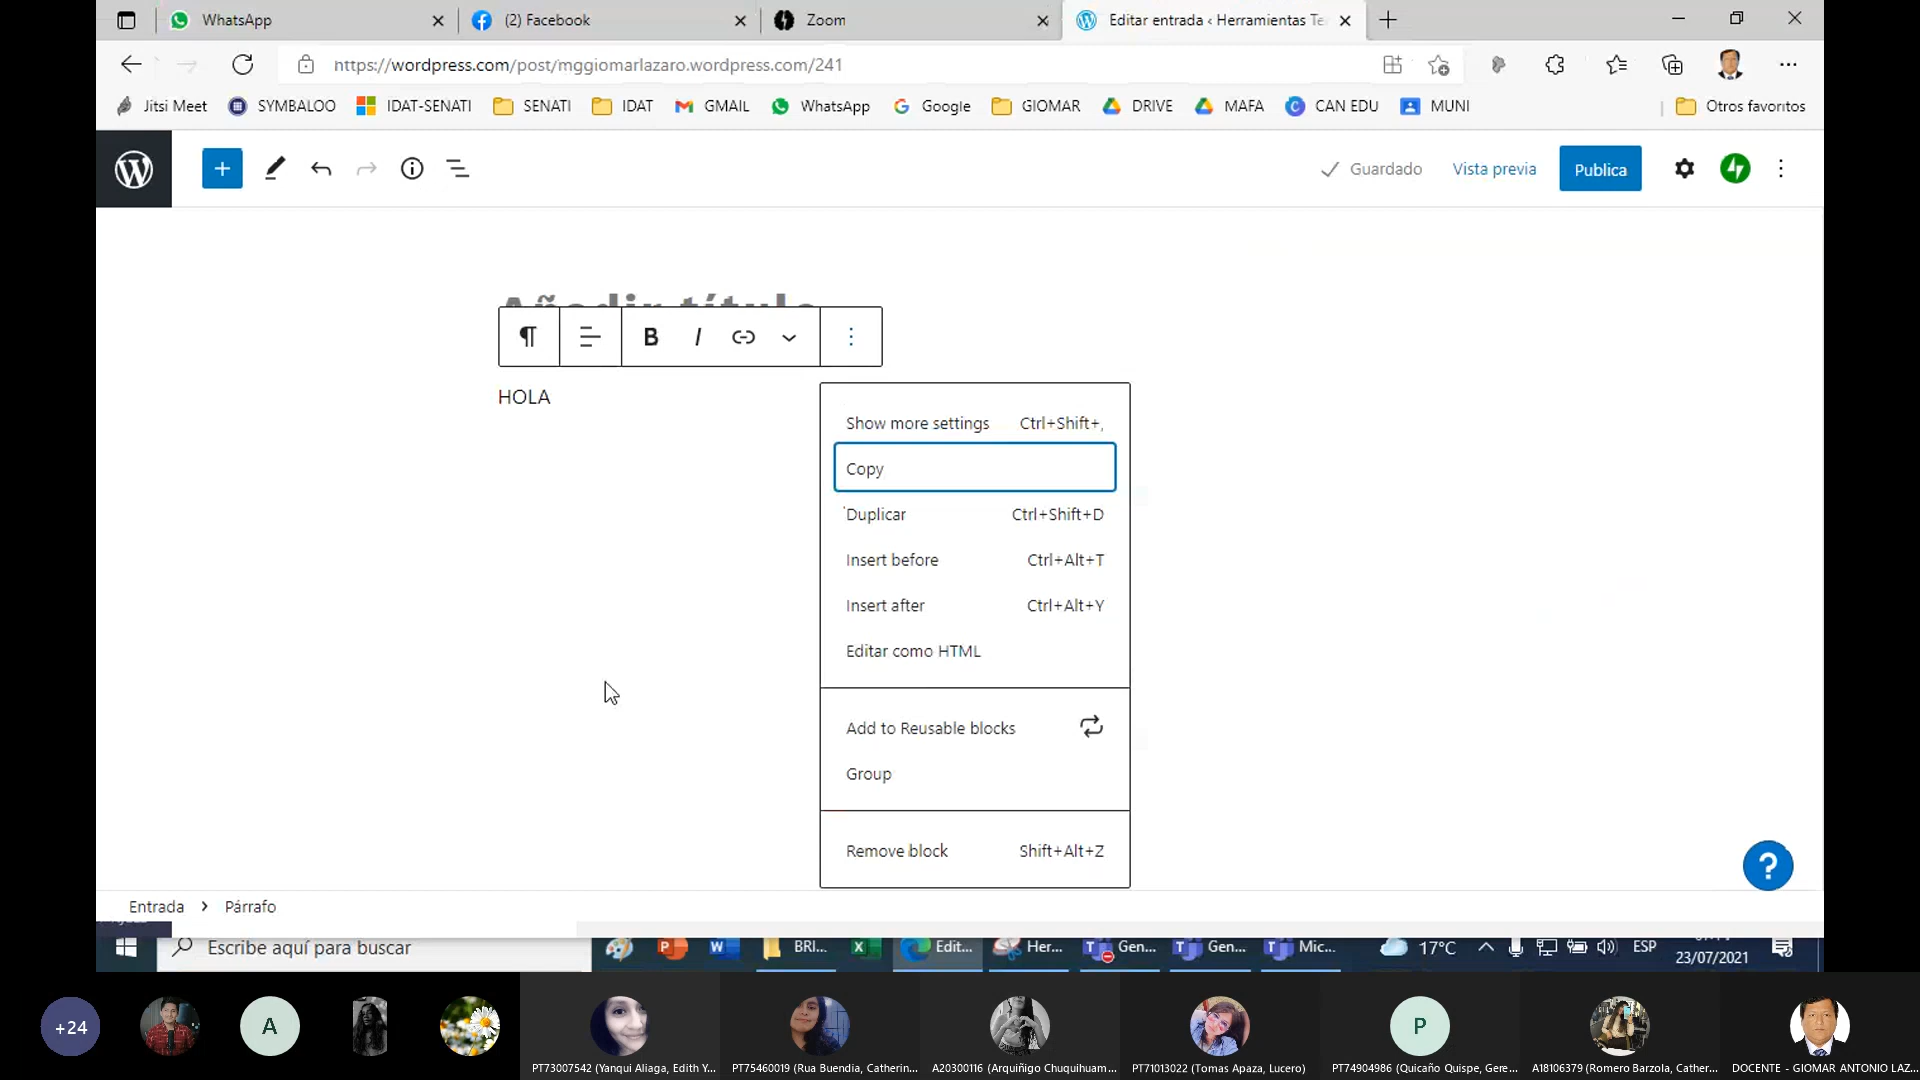 WhatsApp
(2) Facebook
Zoom
Editar entrada ‹ Herramientas Te
https://wordpress.com/post/mggiomarlazaro.wordpress.com/241
Jitsi Meet
SYMBALOO
IDAT-SENATI
SENATI
IDAT
GMAIL
WhatsApp
Google
GIOMAR
DRIVE
MAFA
CAN EDU
MUNI
Otros favoritos
Guardado
Vista previa
Publica
Añadir título
B
I
HOLA
Show more settings Ctrl+Shift+,
Copy
Duplicar Ctrl+Shift+D
Insert before Ctrl+Alt+T
Insert after Ctrl+Alt+Y
Editar como HTML
Add to Reusable blocks
Group
Remove block Shift+Alt+Z
?
Entrada > Párrafo
Escribe aquí para buscar
BRI...
Edit...
Her...
Gen...
Gen...
Mic...
17°C
ESP
23/07/2021
+24
A
P
PT73007542 (Yanqui Aliaga, Edith Y...
PT75460019 (Rua Buendia, Catherin...
A20300116 (Arquiñigo Chuquihuam...
PT71013022 (Tomas Apaza, Lucero)
PT74904986 (Quicaño Quispe, Gere...
A18106379 (Romero Barzola, Cather...
DOCENTE - GIOMAR ANTONIO LAZ...